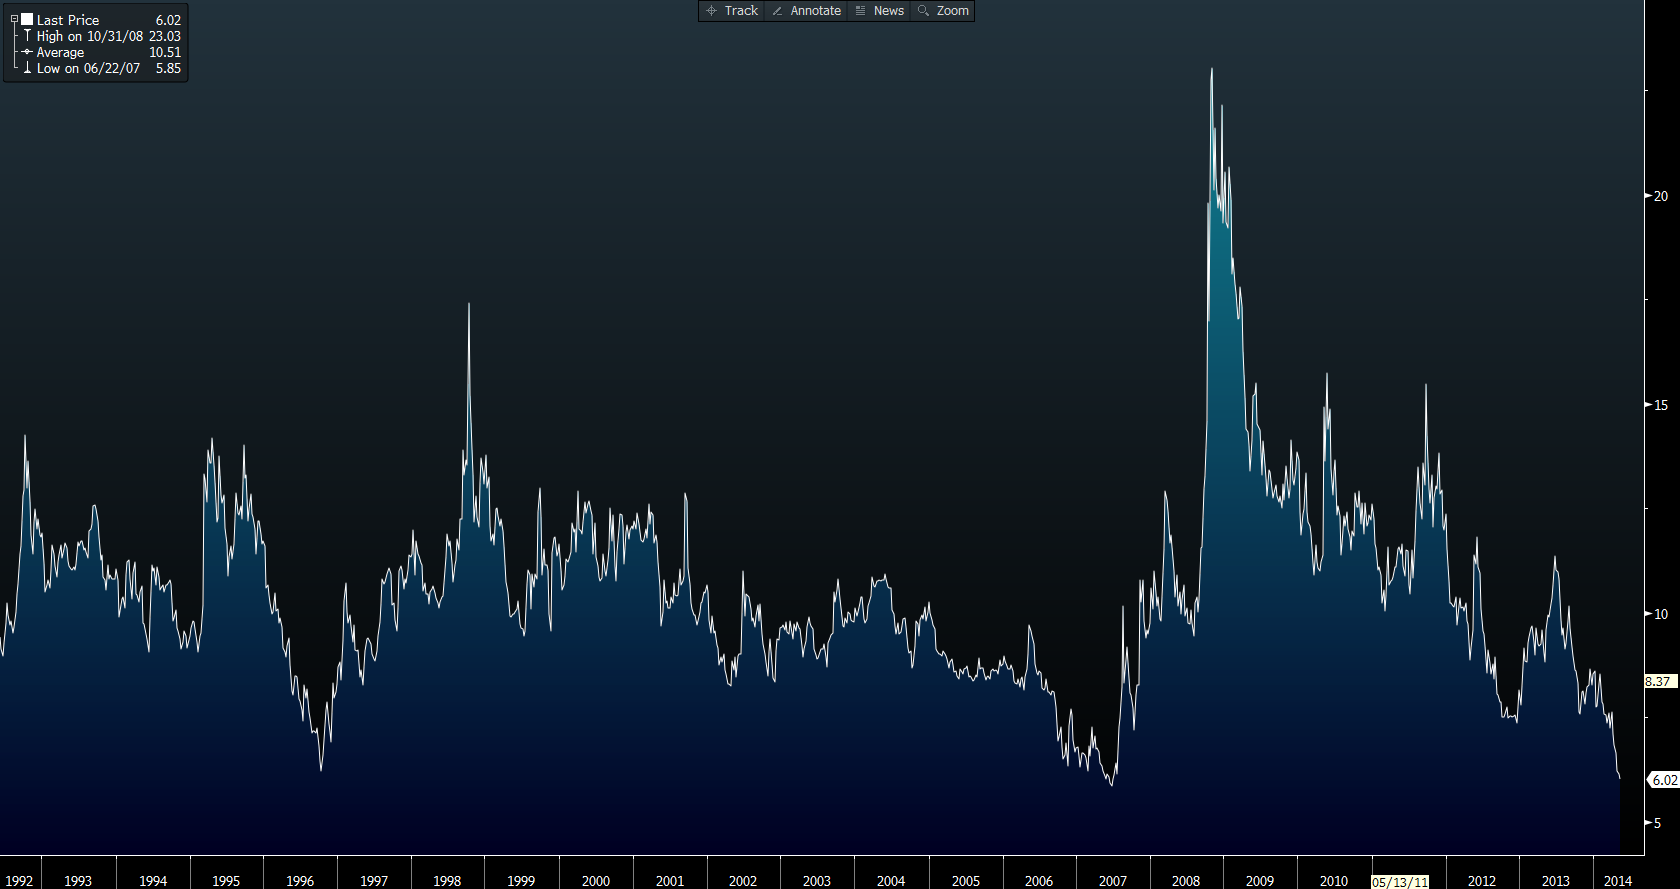 Track Annotate News Zoom
Last Price 6.02
High on 10/31/08 23.03
Average 10.51
Low on 06/22/07 5.85
20
15
10
8.37
6.02
5
1992 1993 1994 1995 1996 1997 1998 1999 2000 2001 2002 2003 2004 2005 2006 2007 2008 2009 2010 05/13/11 2012 2013 2014